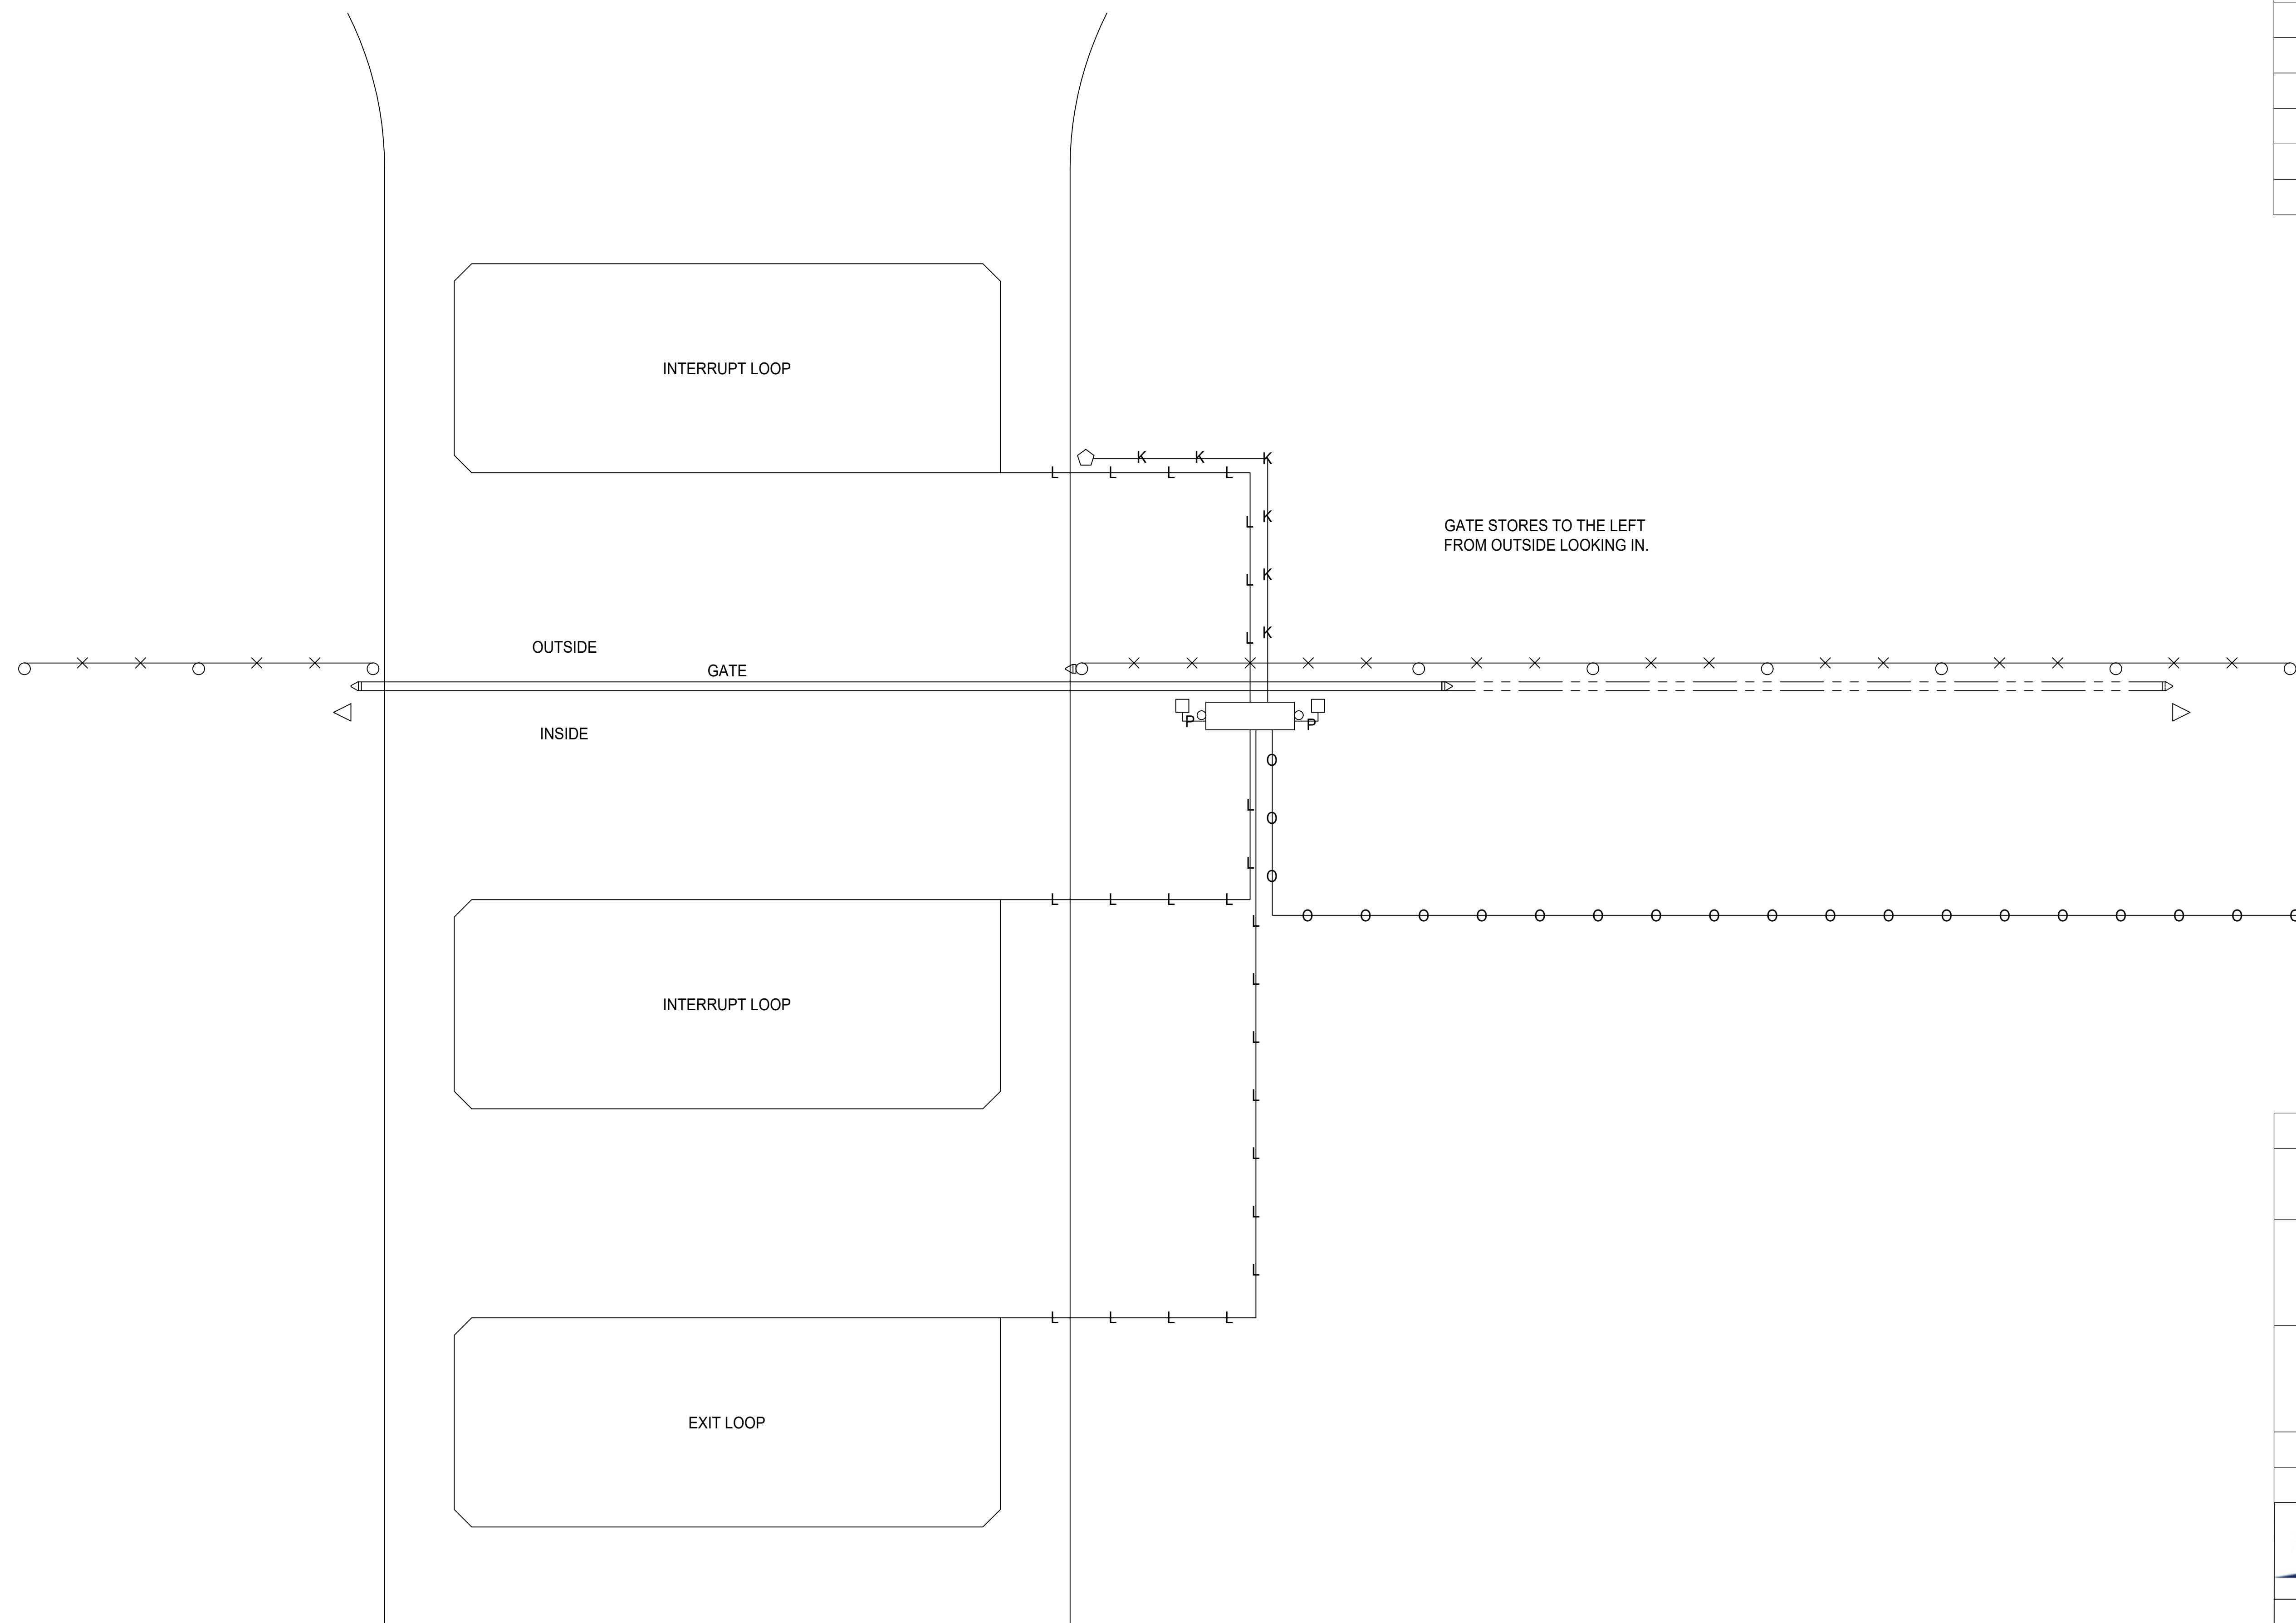 INTERRUPT LOOP
K K K
L L L L
L K
GATE STORES TO THE LEFT
FROM OUTSIDE LOOKING IN.
L K
L K
OUTSIDE
GATE
P P
INSIDE
O
L
O
L
O
L L L L
O O O O O O O O O O O O O O O O O O
L
L
INTERRUPT LOOP
L
L
L
L
L
L L L L
EXIT LOOP